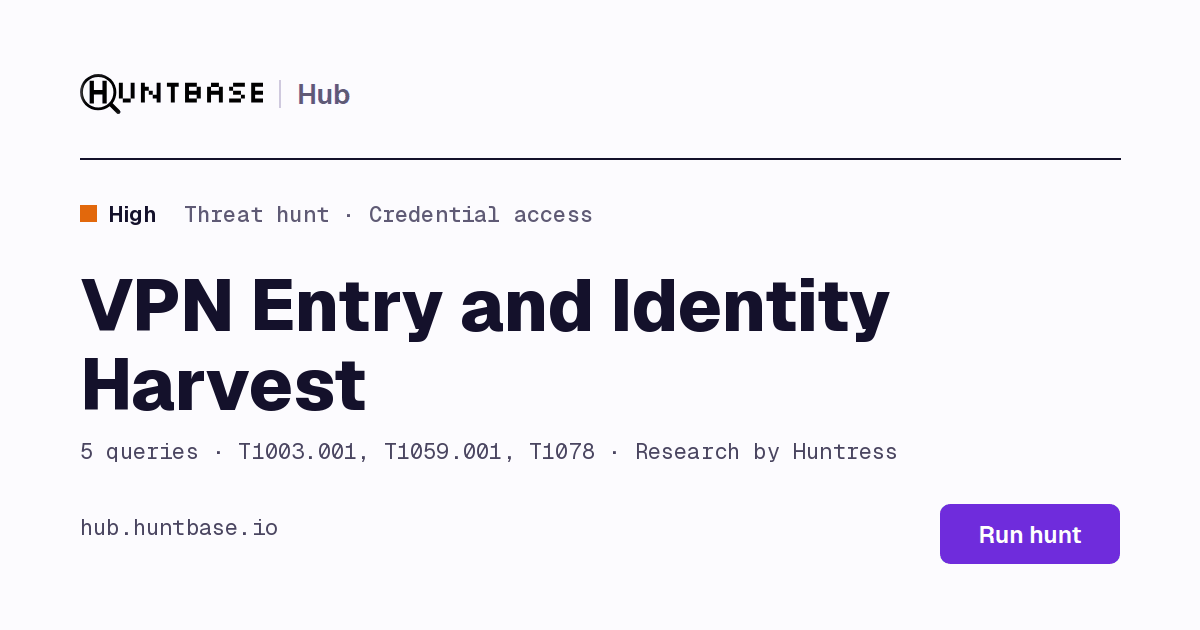 HUNTBASE Hub
High Threat hunt · Credential access
VPN Entry and Identity
Harvest
5 queries · T1003.001, T1059.001, T1078 · Research by Huntress
hub.huntbase.io
Run hunt